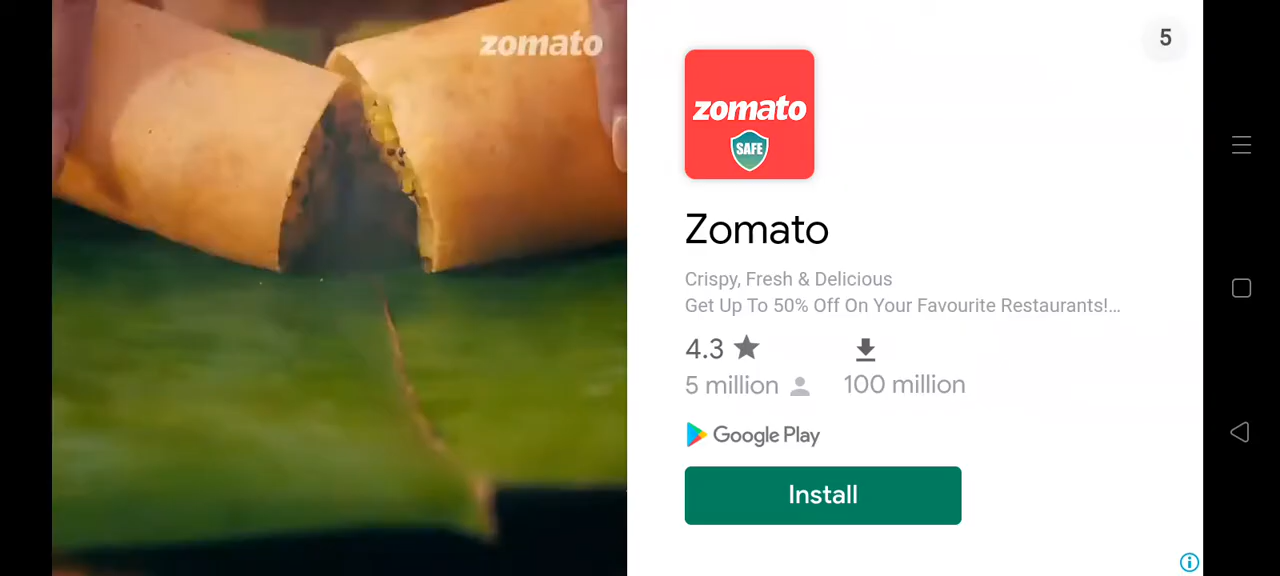 zomato
5
zomato
SAFE
Zomato
Crispy, Fresh & Delicious
Get Up To 50% Off On Your Favourite Restaurants!...
4.3
5 million
100 million
Google Play
Install